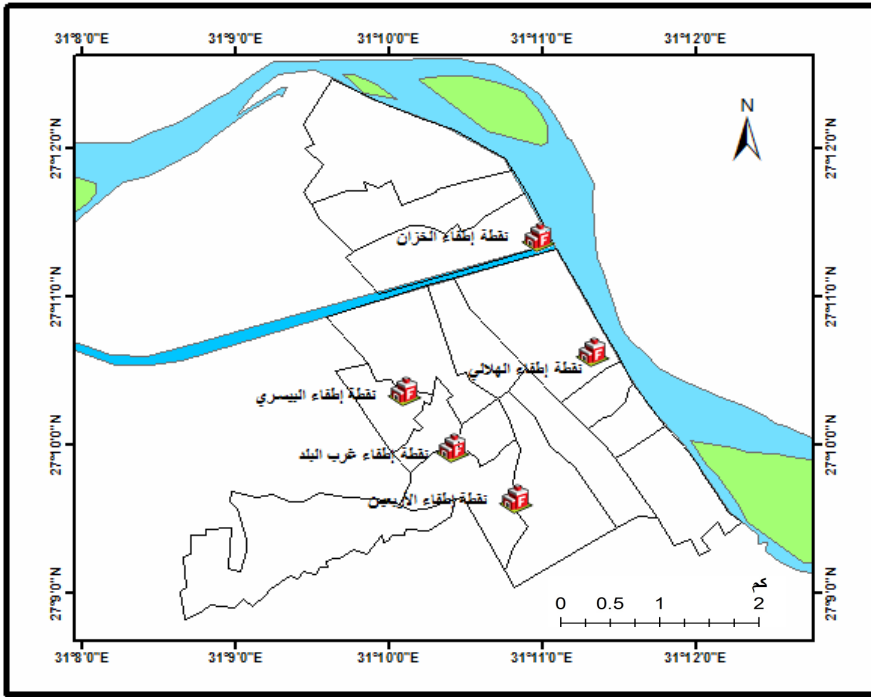 31°8'0"E 31°9'0"E 31°10'0"E 31°11'0"E 31°12'0"E
27°12'0"N
27°11'0"N
27°10'0"N
27°9'0"N
N
نقطة إطفاء الخزان
نقطة إطفاء الهلالي
نقطة إطفاء البيسري
نقطة إطفاء غرب البلد
نقطة إطفاء الأربعين
كم
0 0.5 1 2
27°12'0"N
27°11'0"N
27°10'0"N
27°9'0"N
31°8'0"E 31°9'0"E 31°10'0"E 31°11'0"E 31°12'0"E